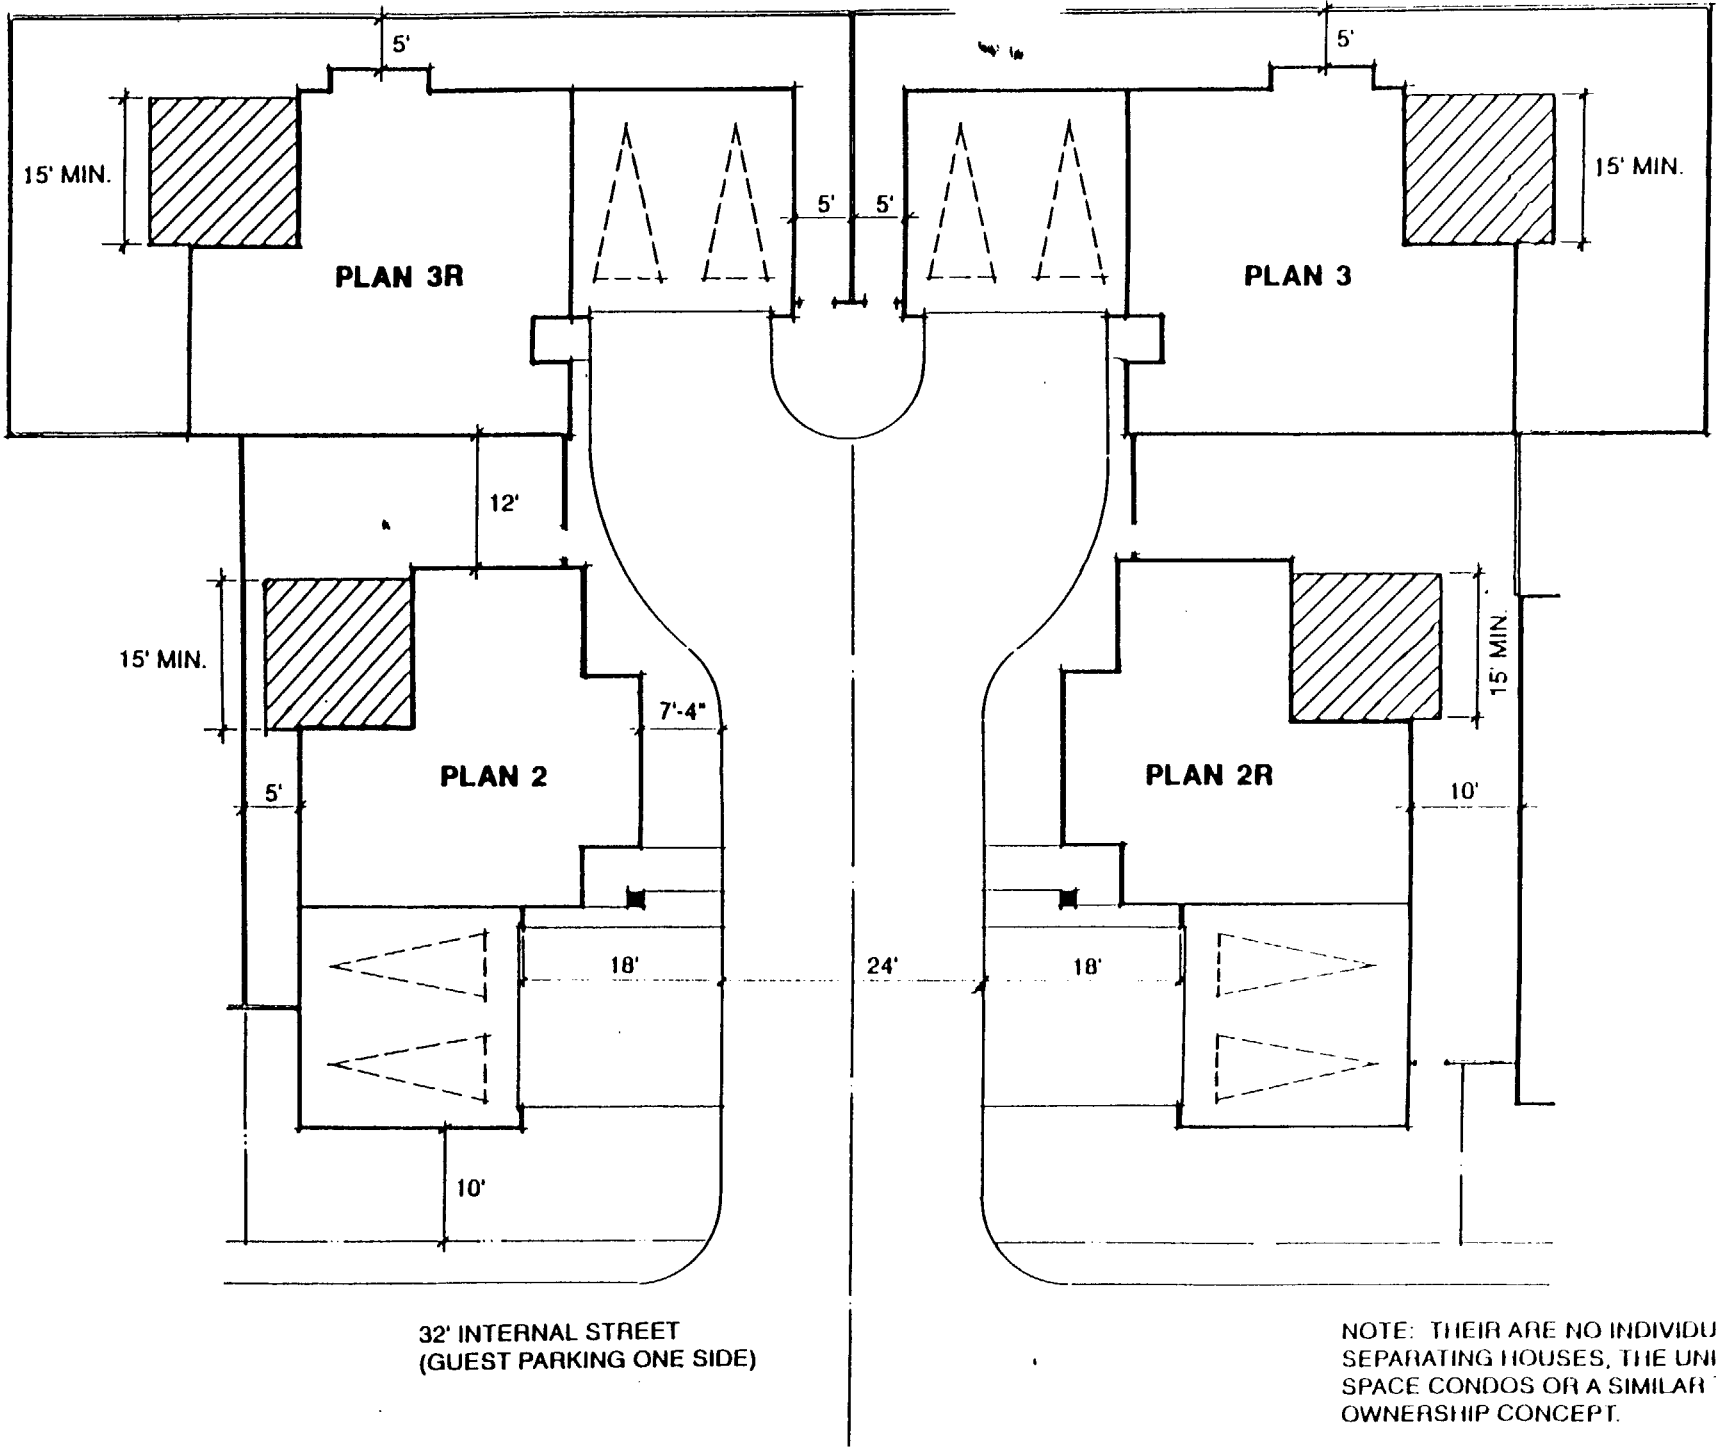 5'
5'
15' MIN.
15' MIN.
5'
5'
PLAN 3R
PLAN 3
12'
15' MIN.
15' MIN.
7'-4"
PLAN 2
PLAN 2R
5'
10'
18'
24'
18'
10'
32' INTERNAL STREET
(GUEST PARKING ONE SIDE)
NOTE: THEIR ARE NO INDIVIDU
SEPARATING HOUSES, THE UNI
SPACE CONDOS OR A SIMILAR
OWNERSHIP CONCEPT.